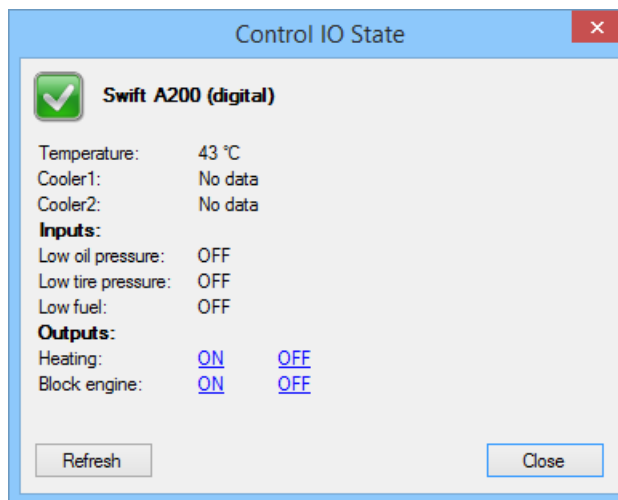 Control IO State
Swift A200 (digital)
Temperature: 43 °C
Cooler1: No data
Cooler2: No data
Inputs:
Low oil pressure: OFF
Low tire pressure: OFF
Low fuel: OFF
Outputs:
Heating: ON OFF
Block engine: ON OFF
Refresh Close